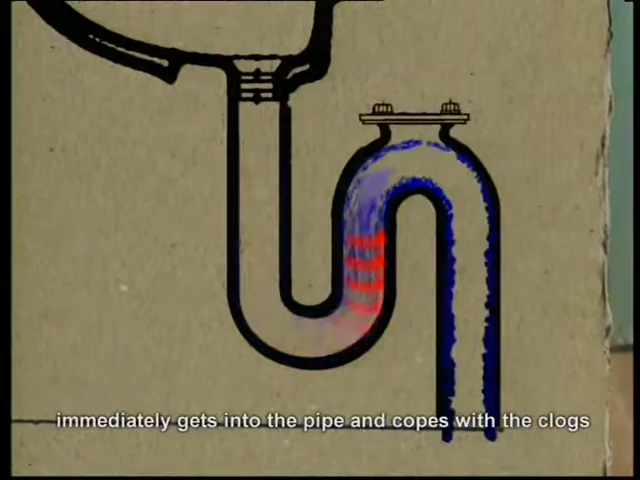 immediately gets into the pipe and copes with the clogs